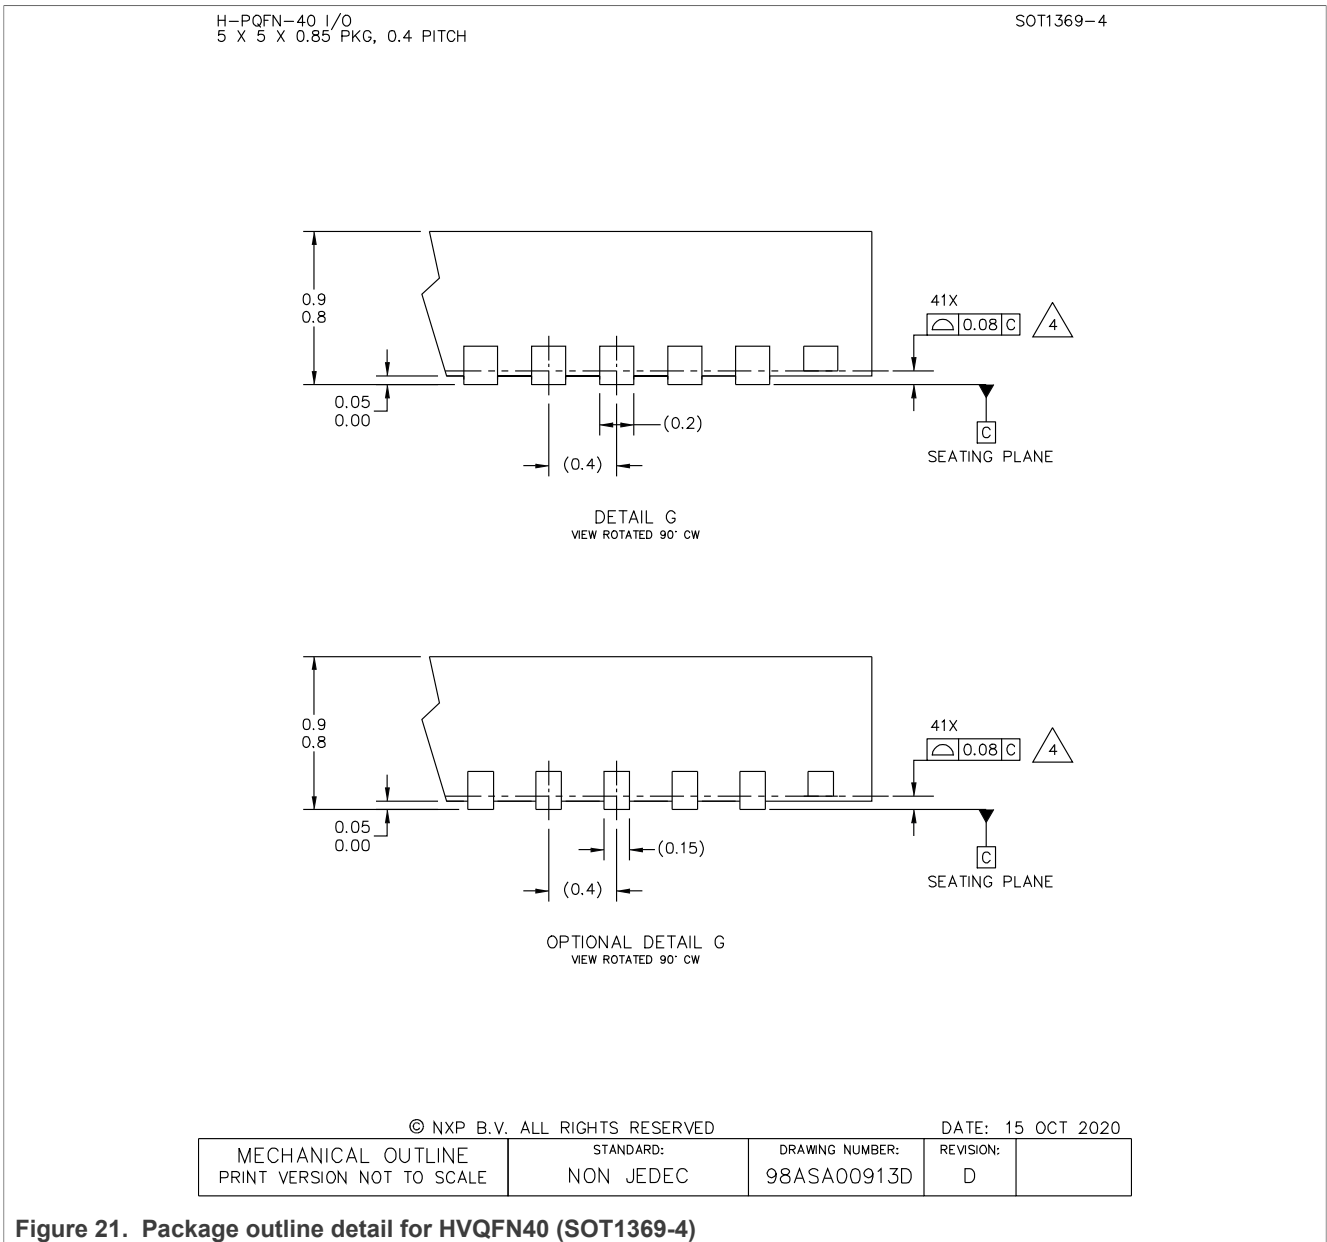 H-PQFN-40 I/O
5 X 5 X 0.85 PKG, 0.4 PITCH
SOT1369-4
0.9
0.8
41X
0.08 C
4
0.05
0.00
(0.2)
(0.4)
C
SEATING PLANE
DETAIL G
VIEW ROTATED 90° CW
0.9
0.8
41X
0.08 C
4
0.05
0.00
(0.15)
(0.4)
C
SEATING PLANE
OPTIONAL DETAIL G
VIEW ROTATED 90° CW
© NXP B.V. ALL RIGHTS RESERVED
DATE: 15 OCT 2020
MECHANICAL OUTLINE
PRINT VERSION NOT TO SCALE
STANDARD:
NON JEDEC
DRAWING NUMBER:
98ASA00913D
REVISION:
D
Figure 21. Package outline detail for HVQFN40 (SOT1369-4)